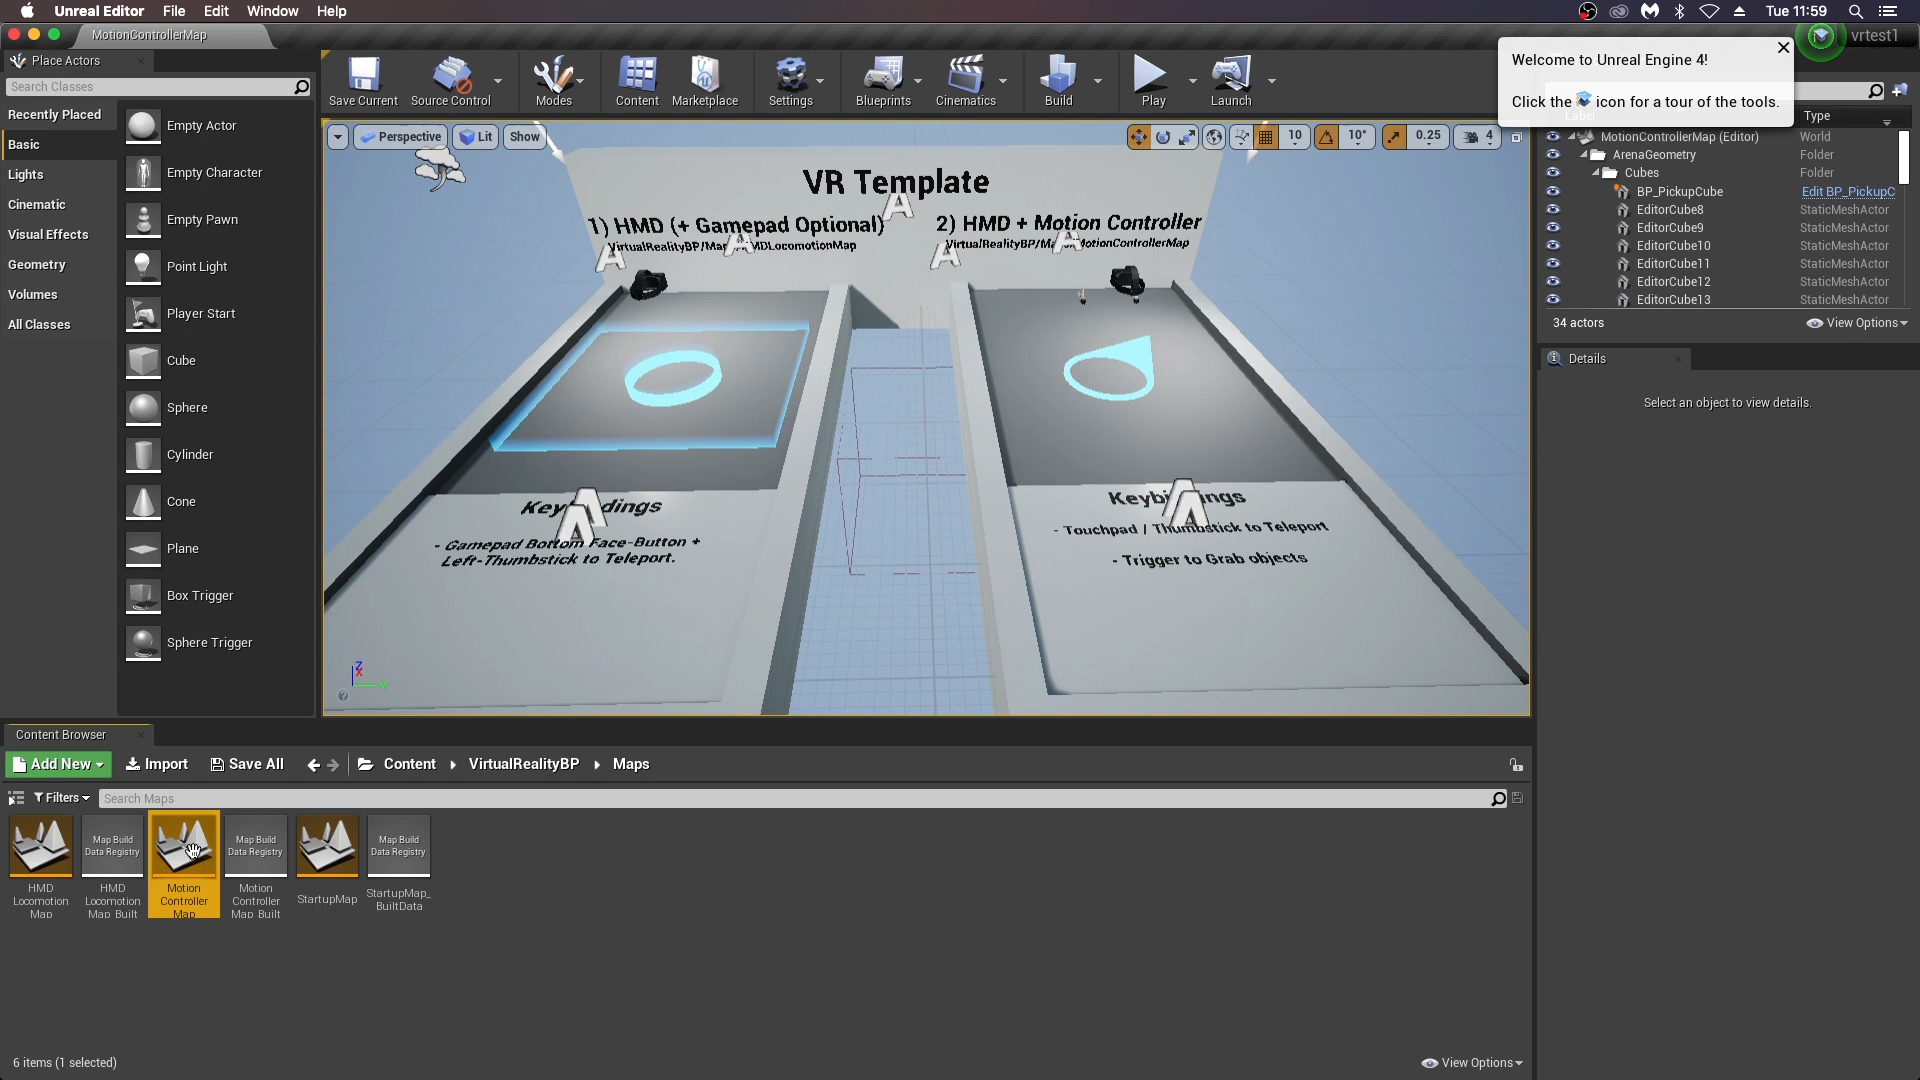 Unreal Editor File Edit Window Help
Tue 11:59
MotionControllerMap
vrtest1
Place Actors
Search Classes
Recently Placed
Basic
Lights
Cinematic
Visual Effects
Geometry
Volumes
All Classes
Empty Actor
Empty Character
Empty Pawn
Point Light
Player Start
Cube
Sphere
Cylinder
Cone
Plane
Box Trigger
Sphere Trigger
Save Current
Source Control
Modes
Content
Marketplace
Settings
Blueprints
Cinematics
Build
Play
Launch
Welcome to Unreal Engine 4!
Click the icon for a tour of the tools.
Perspective
Lit
Show
10
10°
0.25
4
VR Template
1) HMD (+ Gamepad Optional)
2) HMD + Motion Controller
- Gamepad Bottom Face-Button +
Left-Thumbstick to Teleport.
- Touchpad / Thumbstick to Teleport
- Trigger to Grab objects
Z
X
Y
Label
Type
MotionControllerMap (Editor) World
ArenaGeometry Folder
Cubes Folder
BP_PickupCube Edit BP_PickupC
EditorCube8 StaticMeshActor
EditorCube9 StaticMeshActor
EditorCube10 StaticMeshActor
EditorCube11 StaticMeshActor
EditorCube12 StaticMeshActor
EditorCube13 StaticMeshActor
34 actors
View Options
Details
Select an object to view details.
Content Browser
Add New Import Save All Content VirtualRealityBP Maps
Filters
Search Maps
HMD
Locomotion
Map
Map Build
Data Registry
HMD
Locomotion
Map_Built
Motion
Controller
Map
Map Build
Data Registry
Motion
Controller
Map_Built
StartupMap
Map Build
Data Registry
StartupMap_
BuiltData
6 items (1 selected)
View Options